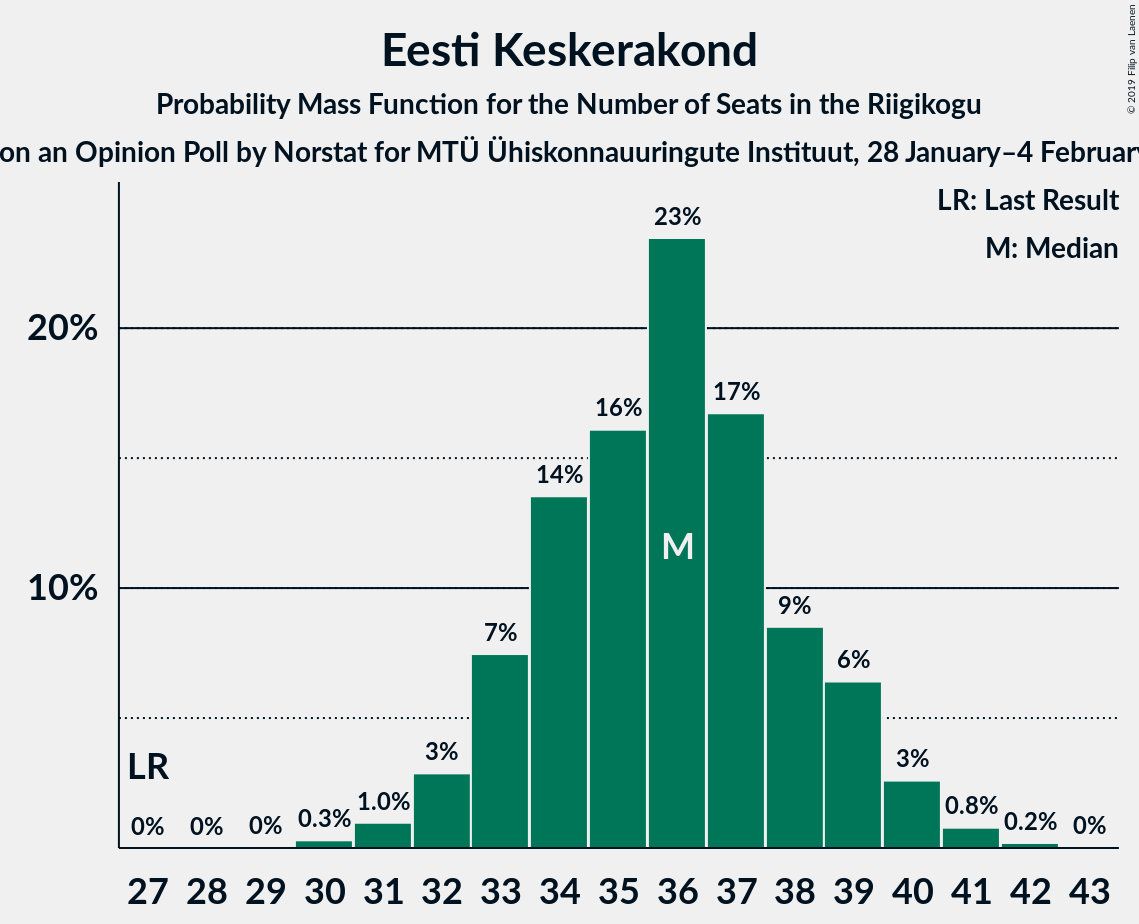 Eesti Keskerakond
Probability Mass Function for the Number of Seats in the Riigikogu
on an Opinion Poll by Norstat for MTÜ Ühiskonnauuringute Instituut, 28 January–4 February
© 2019 Filip van Laenen
LR: Last Result
M: Median
23%
20%
17%
16%
14%
M
10%
9%
7%
6%
3%
3%
LR
0% 0% 0% 0.3% 1.0% 0.8% 0.2% 0%
27 28 29 30 31 32 33 34 35 36 37 38 39 40 41 42 43